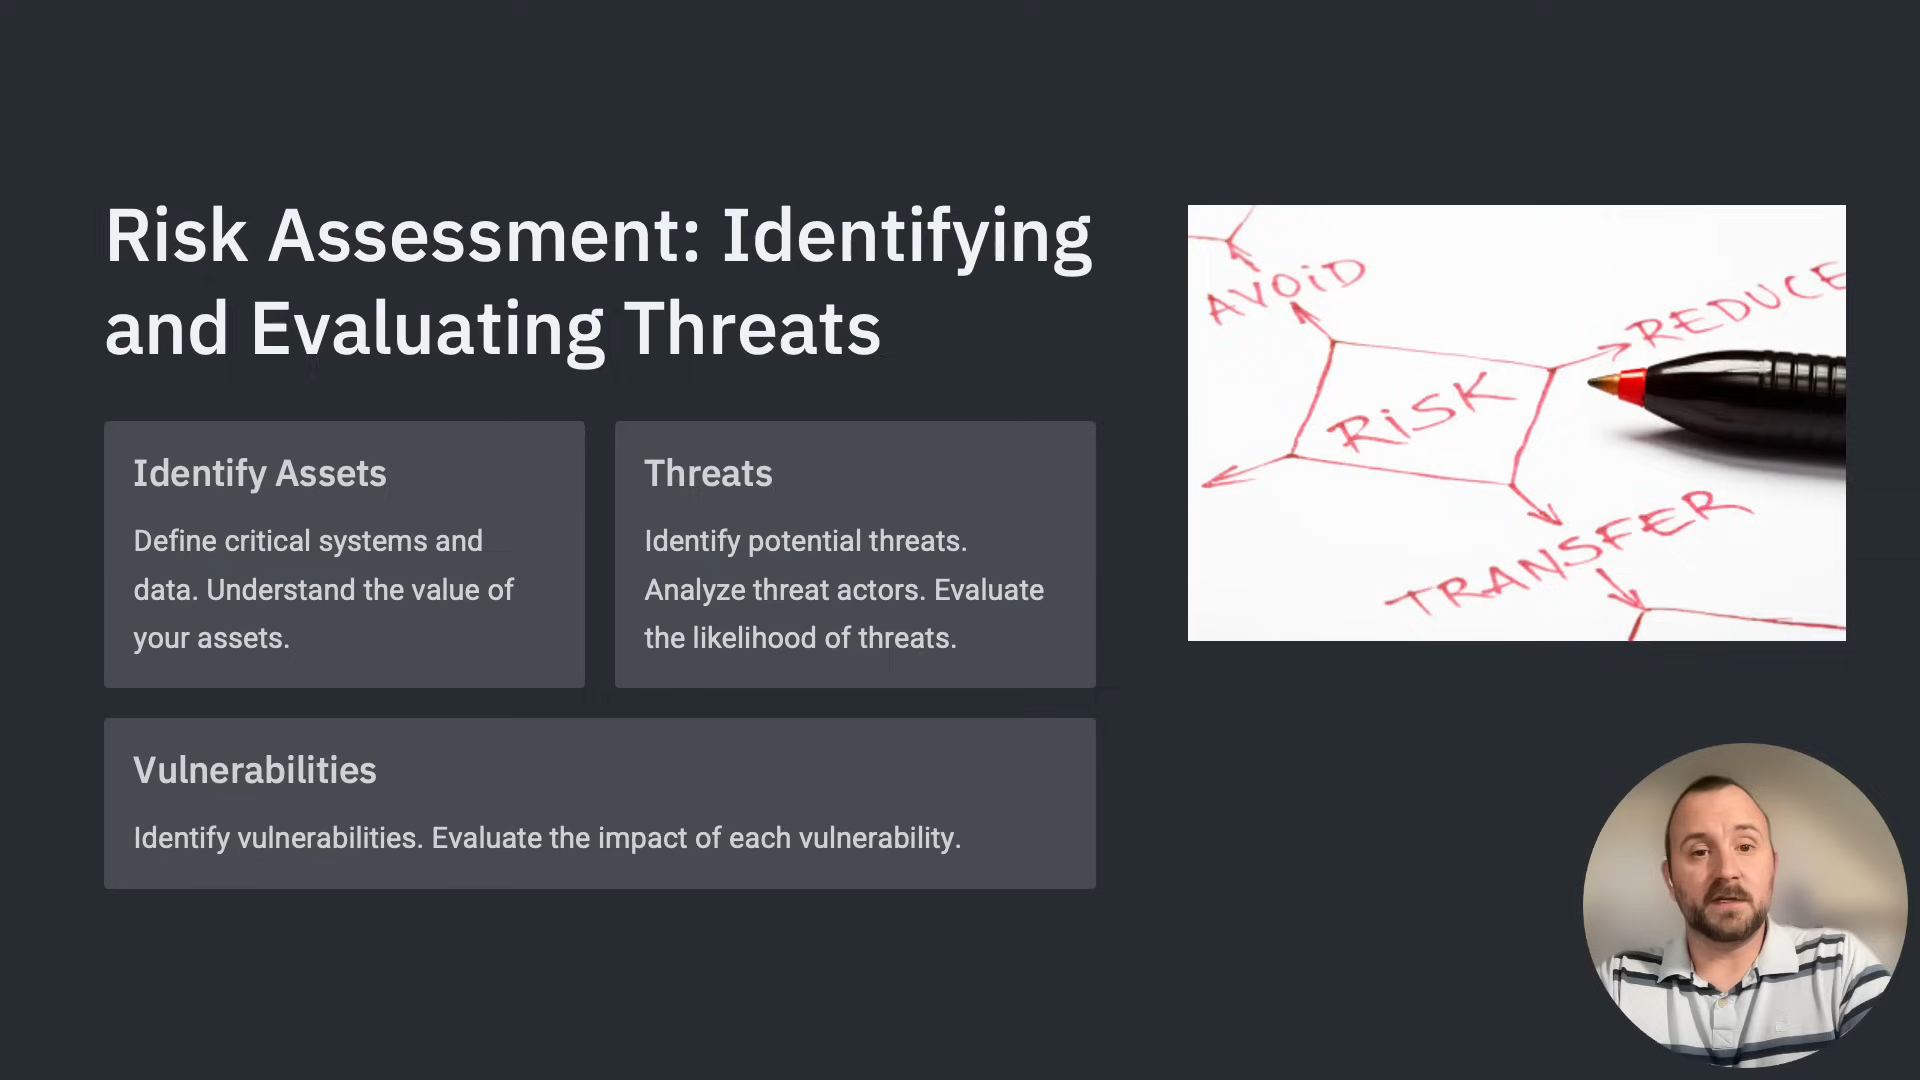 Risk Assessment: Identifying
and Evaluating Threats
Identify Assets
Define critical systems and
data. Understand the value of
your assets.
Threats
Identify potential threats.
Analyze threat actors. Evaluate
the likelihood of threats.
Vulnerabilities
Identify vulnerabilities. Evaluate the impact of each vulnerability.
AVOiD
REDUCE
RiSK
TRANSFER